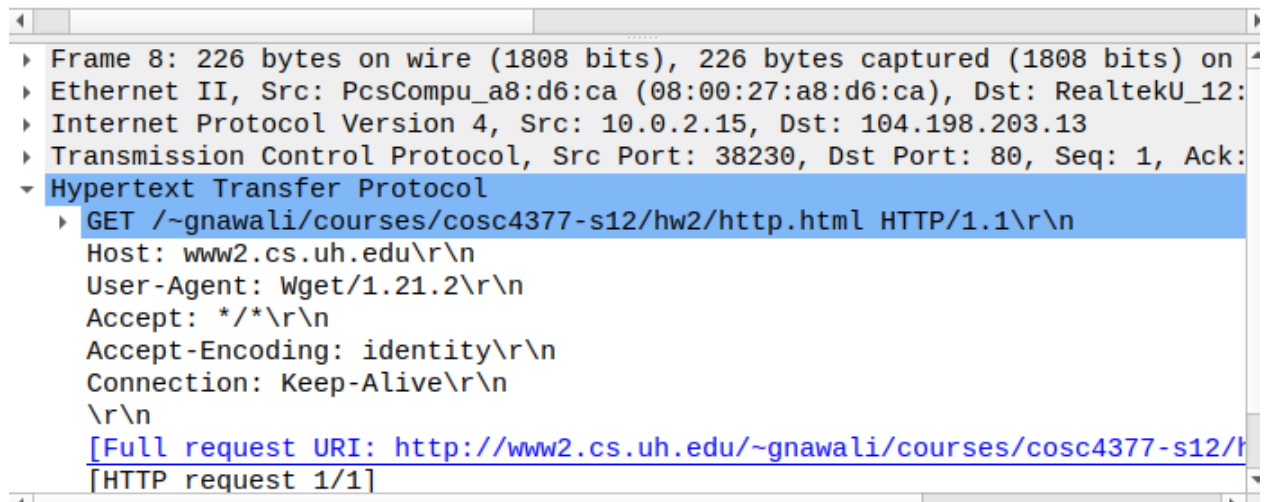 Frame 8: 226 bytes on wire (1808 bits), 226 bytes captured (1808 bits) on
Ethernet II, Src: PcsCompu_a8:d6:ca (08:00:27:a8:d6:ca), Dst: RealtekU_12:
Internet Protocol Version 4, Src: 10.0.2.15, Dst: 104.198.203.13
Transmission Control Protocol, Src Port: 38230, Dst Port: 80, Seq: 1, Ack:
Hypertext Transfer Protocol
GET /~gnawali/courses/cosc4377-s12/hw2/http.html HTTP/1.1\r\n
Host: www2.cs.uh.edu\r\n
User-Agent: Wget/1.21.2\r\n
Accept: */*\r\n
Accept-Encoding: identity\r\n
Connection: Keep-Alive\r\n
\r\n
[Full request URI: http://www2.cs.uh.edu/~gnawali/courses/cosc4377-s12/h
[HTTP request 1/1]